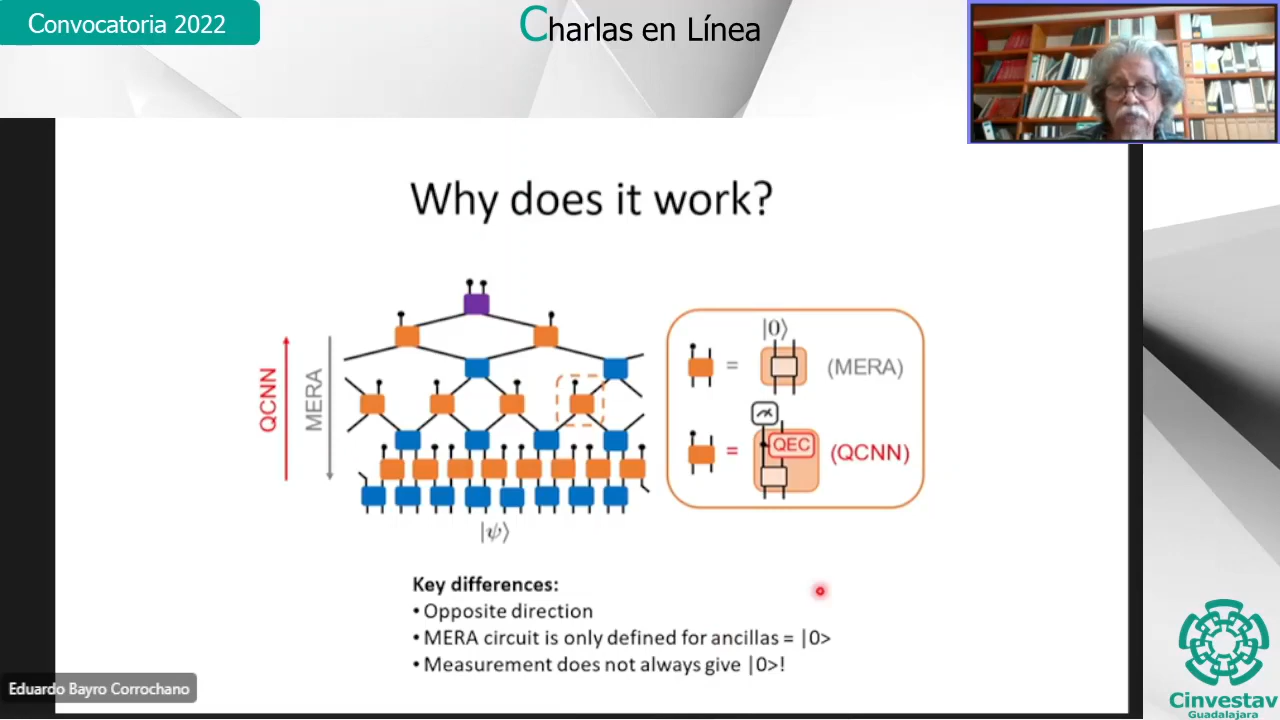 Convocatoria 2022
Charlas en Línea
Why does it work?
QCNN
MERA
|ψ⟩
|0⟩
= (MERA)
QEC
= (QCNN)
Key differences:
• Opposite direction
• MERA circuit is only defined for ancillas = |0>
• Measurement does not always give |0>!
Eduardo Bayro Corrochano
Cinvestav
Guadalajara